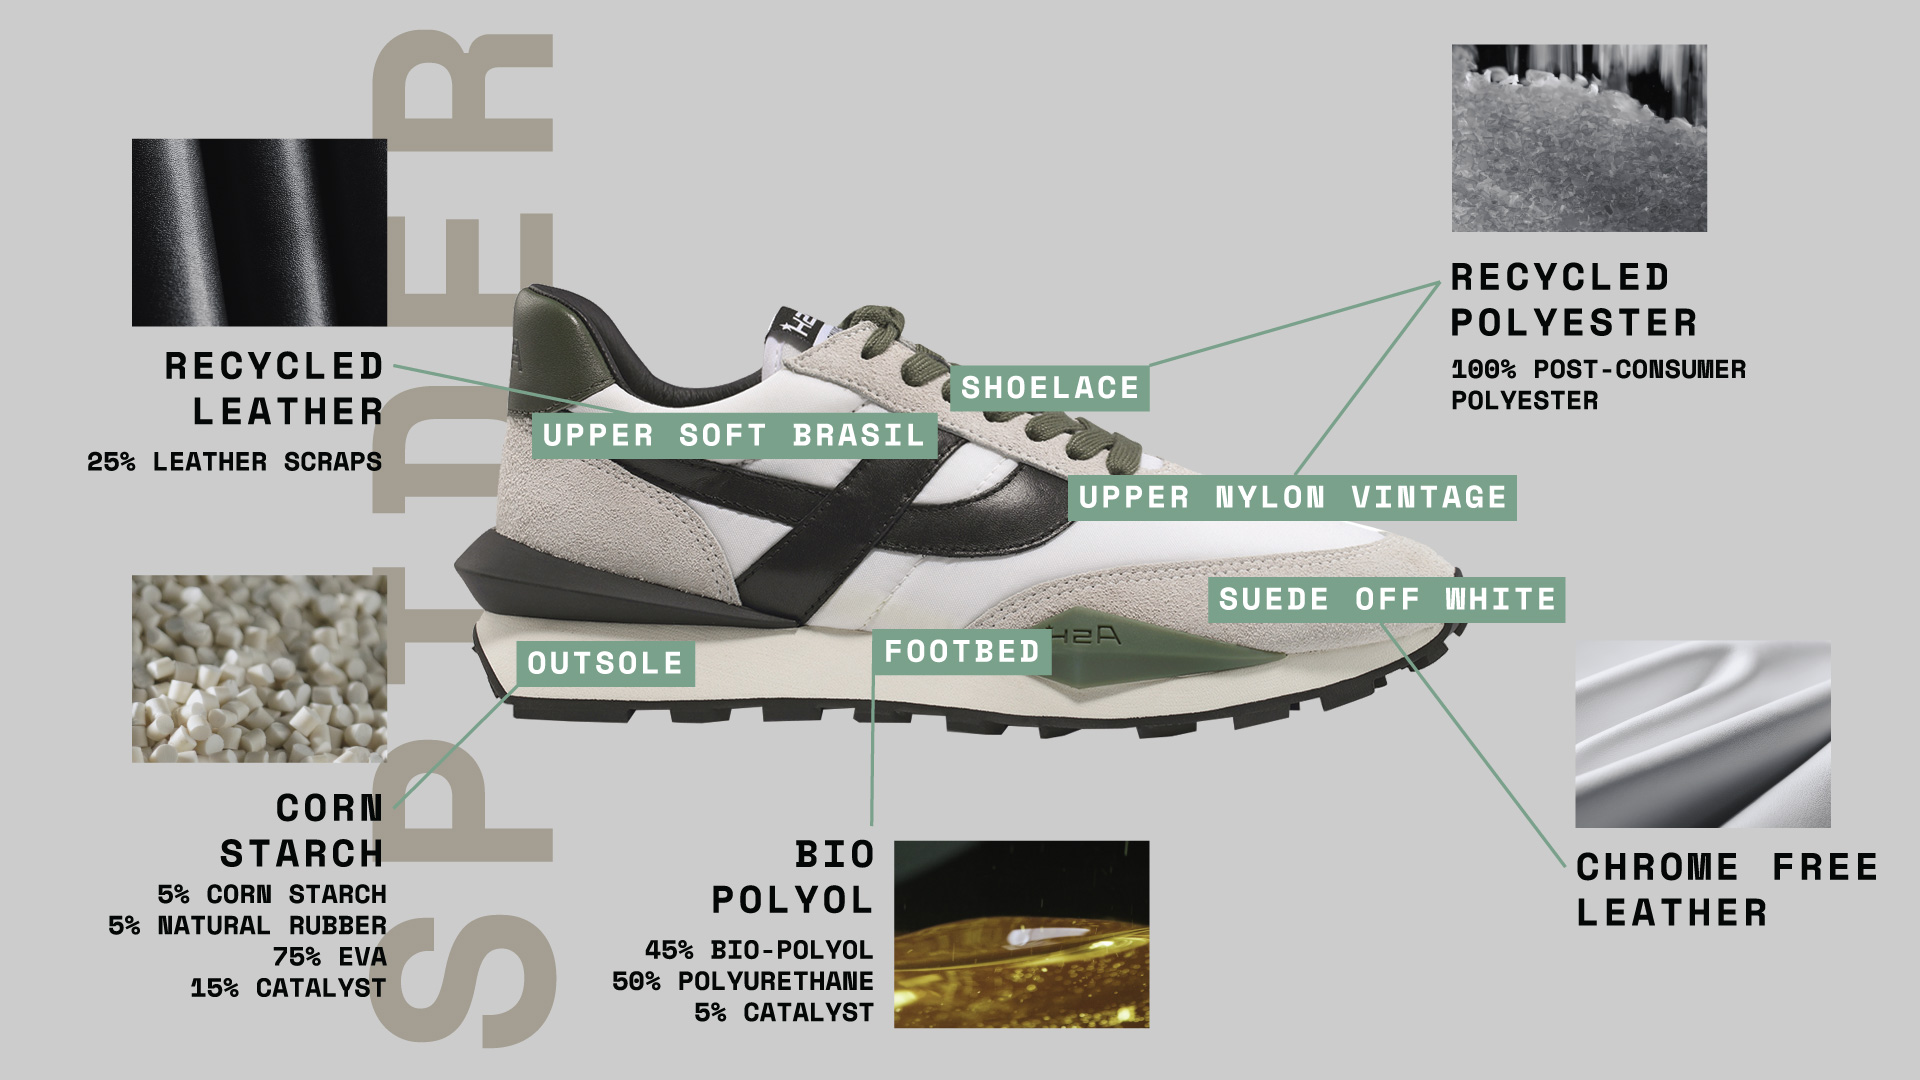 SPIDER
RECYCLED
LEATHER
25% LEATHER SCRAPS
UPPER SOFT BRASIL
SHOELACE
UPPER NYLON VINTAGE
RECYCLED
POLYESTER
100% POST-CONSUMER
POLYESTER
SUEDE OFF WHITE
CHROME FREE
LEATHER
OUTSOLE
CORN
STARCH
5% CORN STARCH
5% NATURAL RUBBER
75% EVA
15% CATALYST
FOOTBED
BIO
POLYOL
45% BIO-POLYOL
50% POLYURETHANE
5% CATALYST